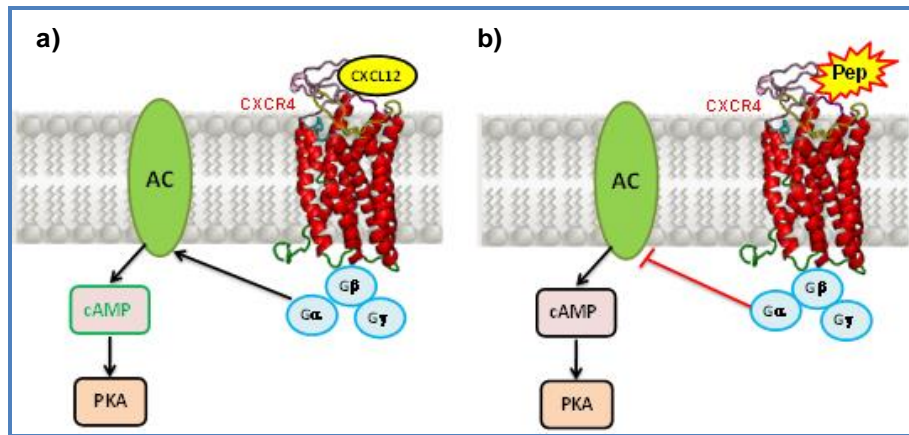 a)
CXCL12
CXCR4
AC
Gβ
Gα
Gγ
cAMP
PKA
b)
Pep
CXCR4
AC
Gβ
Gα
Gγ
cAMP
PKA